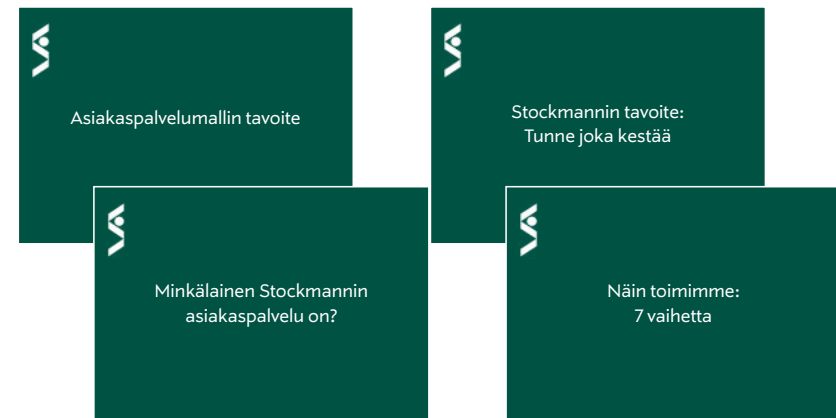 Asiakaspalvelumallin tavoite
Stockmannin tavoite:
Tunne joka kestää
Minkälainen Stockmannin
asiakaspalvelu on?
Näin toimimme:
7 vaihetta